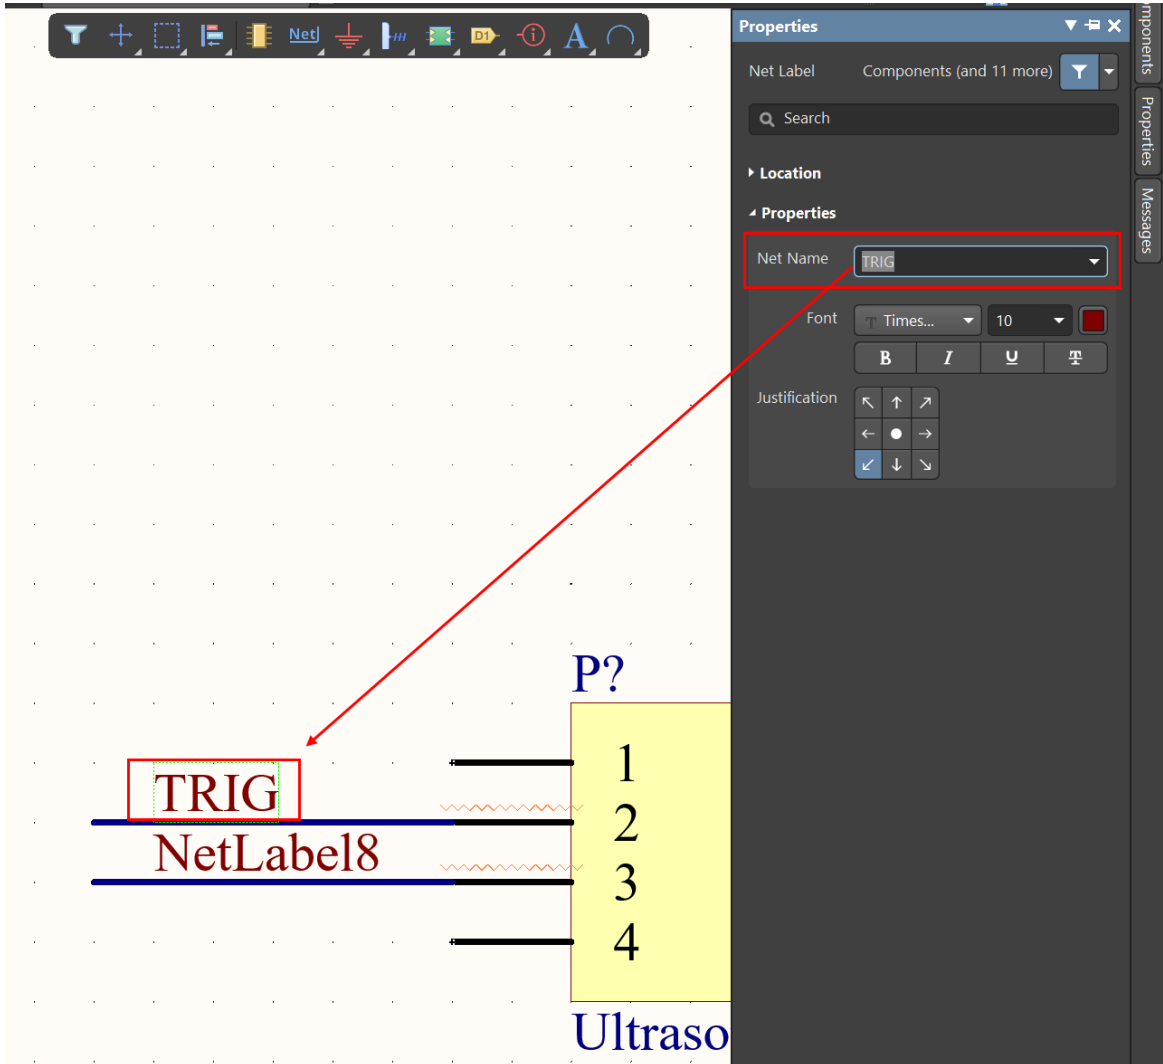 Net
D1
A
Properties
Net Label Components (and 11 more)
Search
Location
Properties
Net Name TRIG
Font T Times... 10
B I U T
Justification
Components
Properties
Messages
P?
1
TRIG
2
NetLabel8
3
4
Ultraso